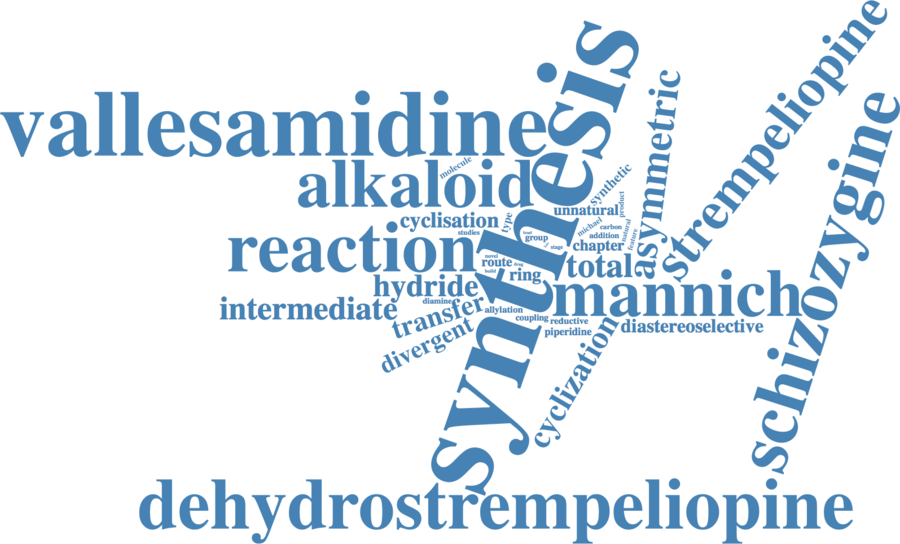 vallesamidine
synthesis
strempeliopine
asymmetric
schizozygine
alkaloid
molecule
synthetic
product
unnatural
type
cyclisation
studies
natural
feature
michael
carbon
addition
group
stage
chapter
reaction
novel
route
drug
build
ring
total
hydride
mannich
intermediate
diamine
transfer
allylation
coupling
reductive
piperidine
diastereoselective
divergent
cyclization
dehydrostrempeliopine